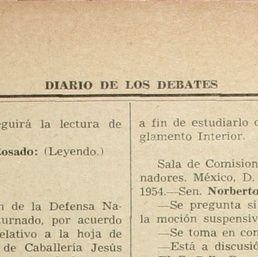 DIARIO DE LOS DEBATES
eguirá la lectura de
Rosado: (Leyendo.)
n de la Defensa Na-
turnado, por acuerdo
elativo a la hoja de
de Caballería Jesús
a fin de estudiarlo c
glamento Interior.
Sala de Comision
nadores. México, D.
1954.—Sen. Norberto
—Se pregunta si
la moción suspensiv
—Se toma en con
—Está a discusió